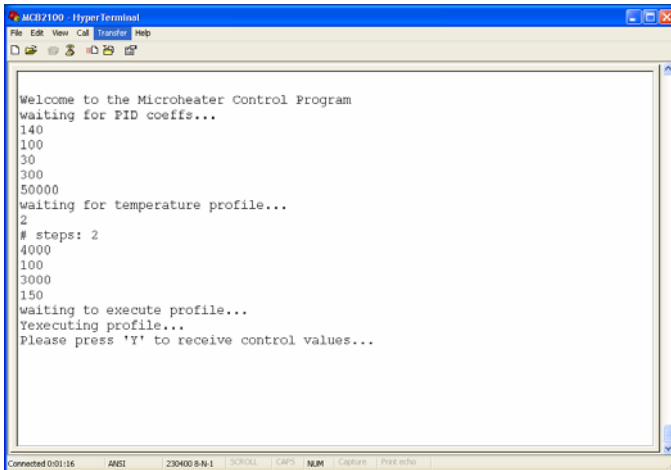 MCB2100 - HyperTerminal
File Edit View Call Transfer Help
Welcome to the Microheater Control Program
waiting for PID coeffs...
140
100
30
300
50000
waiting for temperature profile...
2
# steps: 2
4000
100
3000
150
waiting to execute profile...
Yexecuting profile...
Please press 'Y' to receive control values...
Connected 0:01:16 ANSI 230400 8-N-1 SCROLL CAPS NUM Capture Print echo